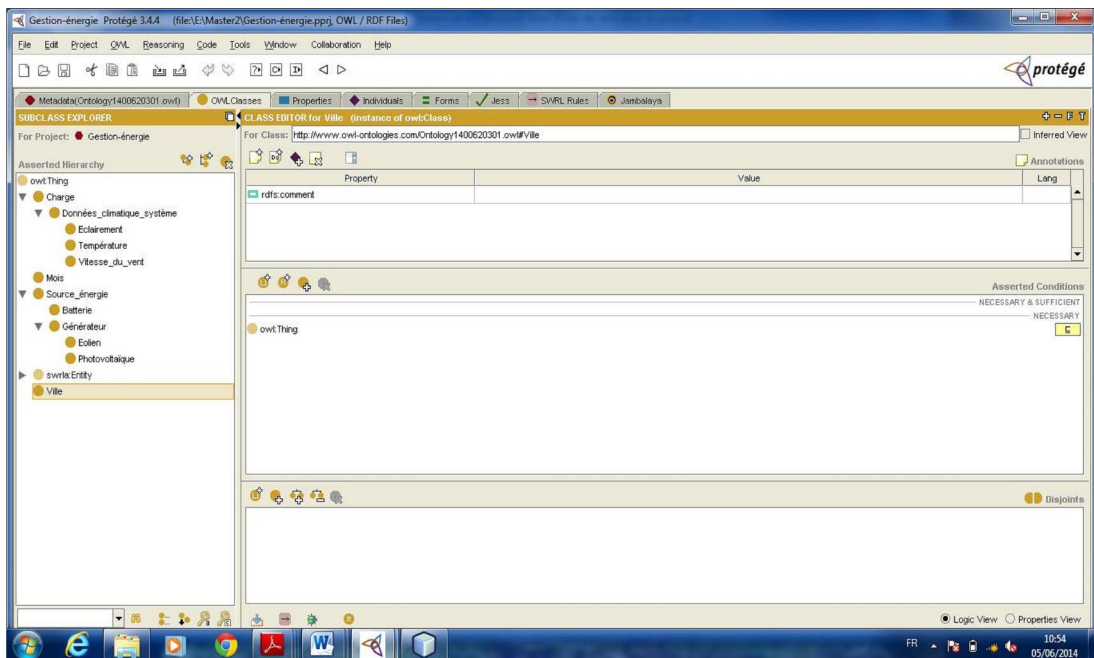 Gestion-énergie Protégé 3.4.4 (file:\E:\Master2\Gestion-énergie.pprj, OWL / RDF Files)
File Edit Project OWL Reasoning Code Tools Window Collaboration Help
protégé
Metadata(Ontology1400620301.owl) OWLClasses Properties Individuals Forms Jess SWRL Rules Jambalaya
SUBCLASS EXPLORER
For Project: Gestion-énergie
Asserted Hierarchy
owl:Thing
Charge
Données_climatique_système
Eclairement
Température
Vitesse_du_vent
Mois
Source_énergie
Batterie
Générateur
Eolien
Photovoltaïque
swrla:Entity
Ville
CLASS EDITOR for Ville (instance of owl:Class)
For Class: http://www.owl-ontologies.com/Ontology1400620301.owl#Ville
Inferred View
Annotations
Property Value Lang
rdfs:comment
Asserted Conditions
NECESSARY & SUFFICIENT
NECESSARY
owl:Thing
Disjoints
Logic View Properties View
FR
10:54
05/06/2014